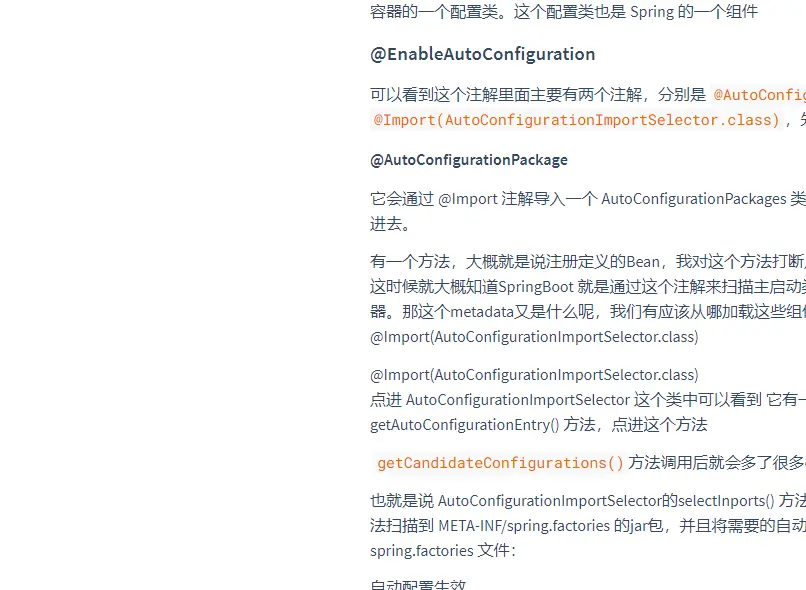 容器的一个配置类。这个配置类也是 Spring 的一个组件
@EnableAutoConfiguration
可以看到这个注解里面主要有两个注解，分别是 @AutoConfig
@Import(AutoConfigurationImportSelector.class) ，
@AutoConfigurationPackage
它会通过 @Import 注解导入一个 AutoConfigurationPackages 类
进去。
有一个方法，大概就是说注册定义的Bean，我对这个方法打断
这时候就大概知道SpringBoot 就是通过这个注解来扫描主启动类
器。那这个metadata又是什么呢，我们有应该从哪加载这些组件
@Import(AutoConfigurationImportSelector.class)
@Import(AutoConfigurationImportSelector.class)
点进 AutoConfigurationImportSelector 这个类中可以看到 它有一
getAutoConfigurationEntry() 方法，点进这个方法
getCandidateConfigurations() 方法调用后就会多了很多
也就是说 AutoConfigurationImportSelector的selectInports() 方法
法扫描到 META-INF/spring.factories 的jar包，并且将需要的自动
spring.factories 文件：
自动配置生效